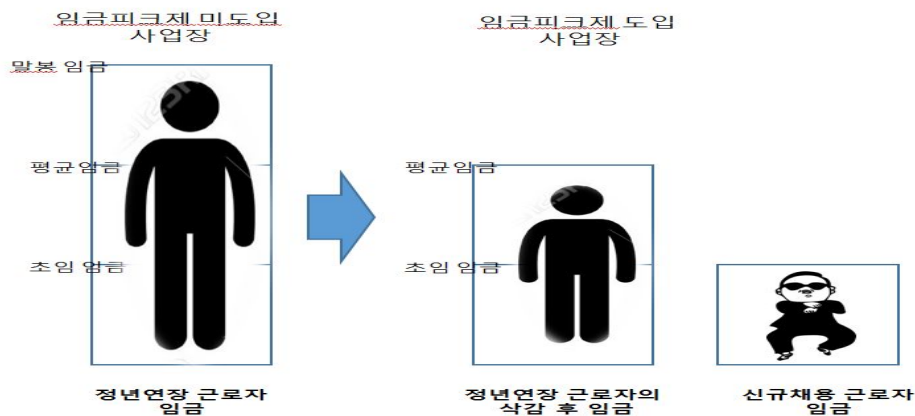 임금피크제 미도입
사업장
임금피크제 도입
사업장
말봉 임금
평균임금
초임 임금
평균임금
초임 임금
정년연장 근로자
임금
정년연장 근로자의
삭감 후 임금
신규채용 근로자
임금